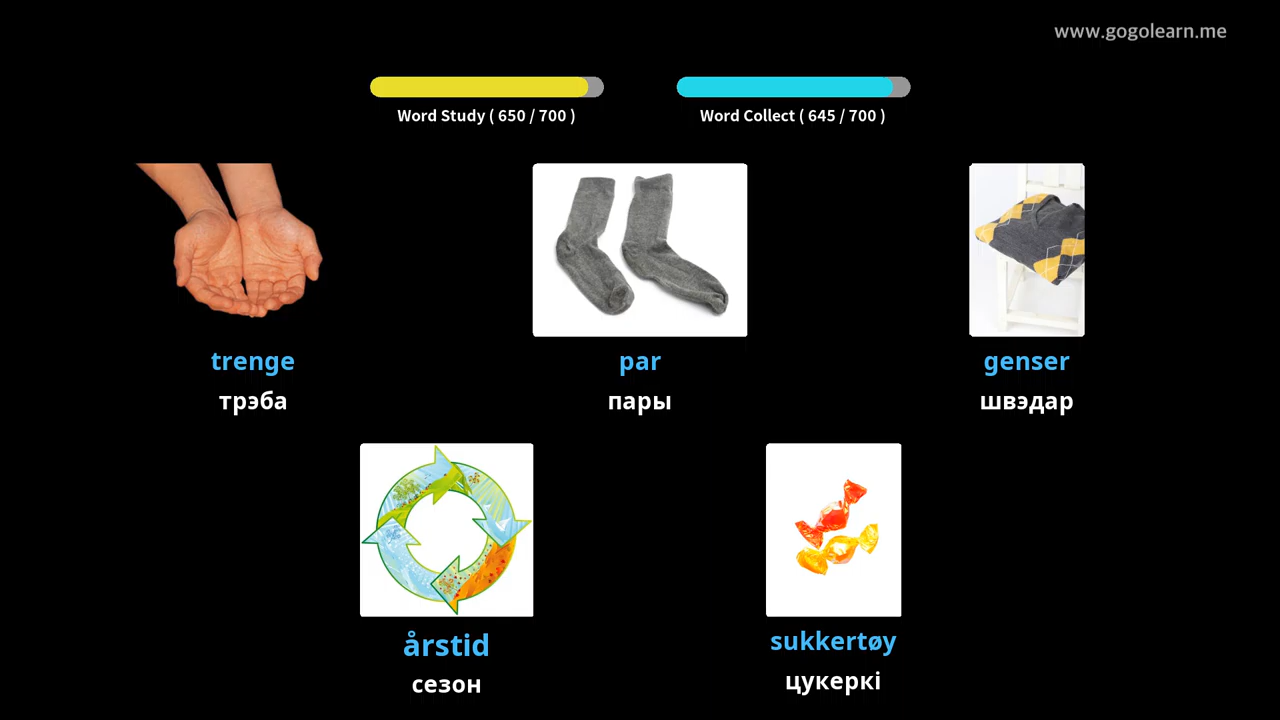 www.gogolearn.me
Word Study ( 650 / 700 )
Word Collect ( 645 / 700 )
trenge
трэба
par
пары
genser
швэдар
årstid
сезон
sukkertøy
цукеркі